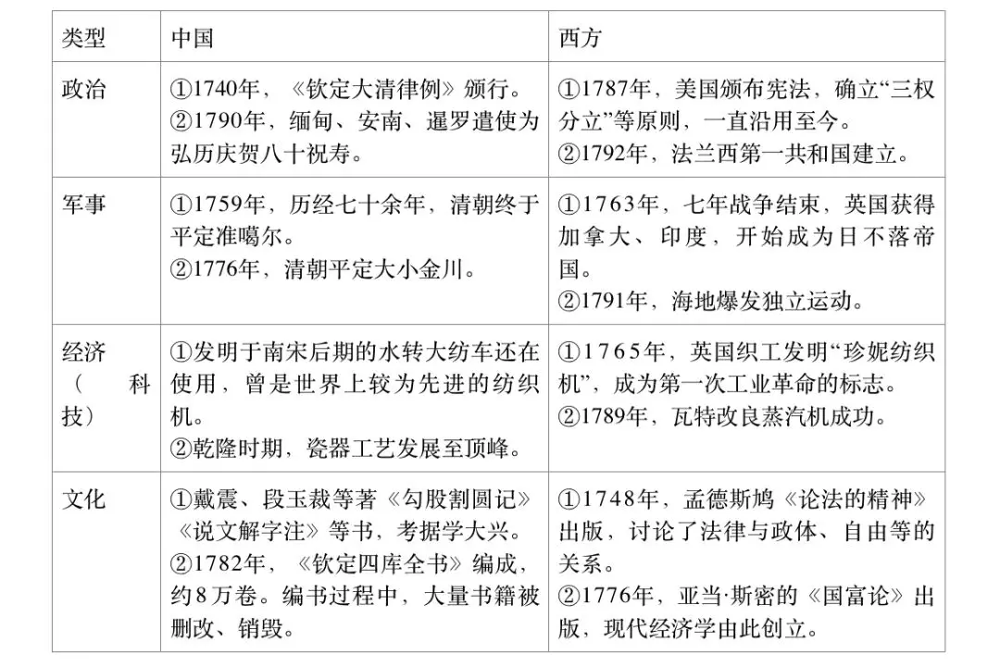 类型
中国
西方
政治
①1740年，《钦定大清律例》颁行。
②1790年，缅甸、安南、暹罗遣使为
弘历庆贺八十祝寿。
①1787年，美国颁布宪法，确立“三权
分立”等原则，一直沿用至今。
②1792年，法兰西第一共和国建立。
军事
①1759年，历经七十余年，清朝终于
平定准噶尔。
②1776年，清朝平定大小金川。
①1763年，七年战争结束，英国获得
加拿大、印度，开始成为日不落帝
国。
②1791年，海地爆发独立运动。
经济
（科
技）
①发明于南宋后期的水转大纺车还在
使用，曾是世界上较为先进的纺织
机。
②乾隆时期，瓷器工艺发展至顶峰。
①1765年，英国织工发明“珍妮纺织
机”，成为第一次工业革命的标志。
②1789年，瓦特改良蒸汽机成功。
文化
①戴震、段玉裁等著《勾股割圆记》
《说文解字注》等书，考据学大兴。
②1782年，《钦定四库全书》编成，
约8万卷。编书过程中，大量书籍被
删改、销毁。
①1748年，孟德斯鸠《论法的精神》
出版，讨论了法律与政体、自由等的
关系。
②1776年，亚当·斯密的《国富论》出
版，现代经济学由此创立。